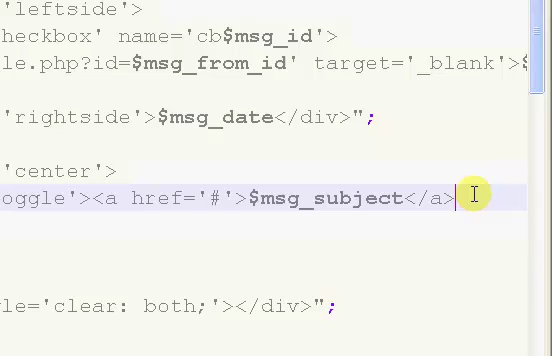 'leftside'>
heckbox' name='cb$msg_id'>
le.php?id=$msg_from_id' target='_blank'>$
'rightside'>$msg_date</div>";
'center'>
oggle'><a href='#'>$msg_subject</a>
le='clear: both;'></div>";